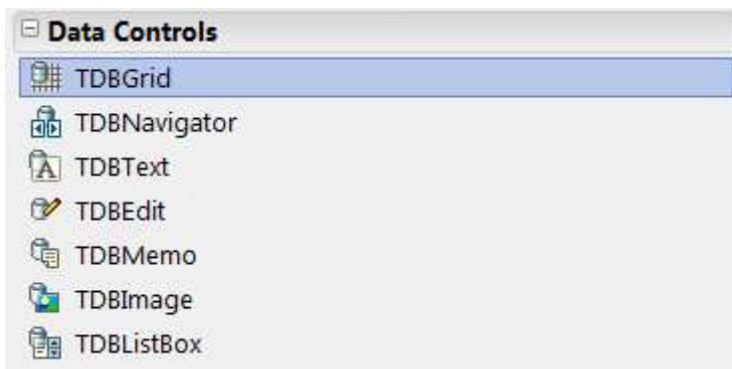 Data Controls
TDBGrid
TDBNavigator
TDBText
TDBEdit
TDBMemo
TDBImage
TDBListBox